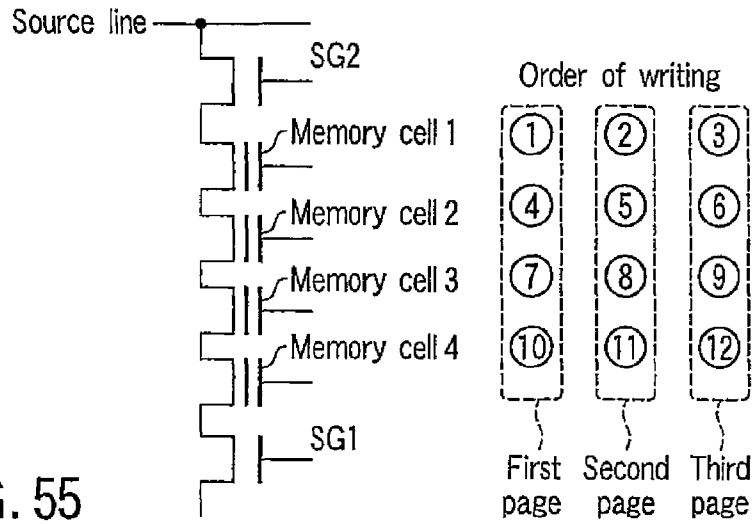 Source line
SG2
Order of writing
Memory cell 1
① ② ③
Memory cell 2
④ ⑤ ⑥
Memory cell 3
⑦ ⑧ ⑨
Memory cell 4
⑩ ⑪ ⑫
SG1
First page
Second page
Third page
G. 55